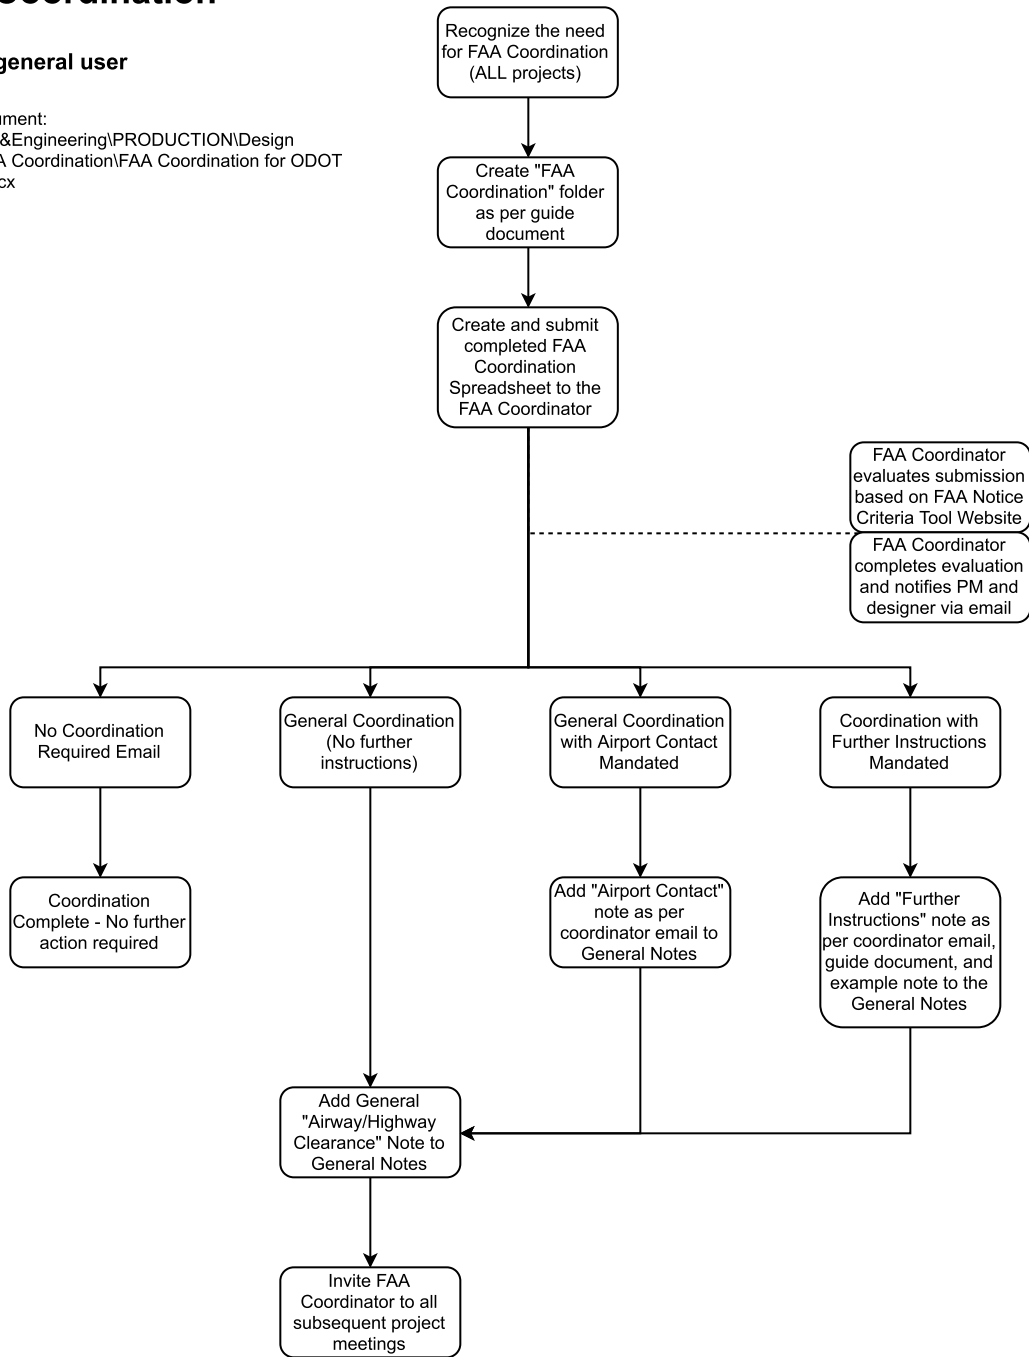 Coordination
general user
ument:
&Engineering\PRODUCTION\Design
A Coordination\FAA Coordination for ODOT
cx
Recognize the need
for FAA Coordination
(ALL projects)
Create "FAA
Coordination" folder
as per guide
document
Create and submit
completed FAA
Coordination
Spreadsheet to the
FAA Coordinator
FAA Coordinator
evaluates submission
based on FAA Notice
Criteria Tool Website
FAA Coordinator
completes evaluation
and notifies PM and
designer via email
No Coordination
Required Email
General Coordination
(No further
instructions)
General Coordination
with Airport Contact
Mandated
Coordination with
Further Instructions
Mandated
Coordination
Complete - No further
action required
Add "Airport Contact"
note as per
coordinator email to
General Notes
Add "Further
Instructions" note as
per coordinator email,
guide document, and
example note to the
General Notes
Add General
"Airway/Highway
Clearance" Note to
General Notes
Invite FAA
Coordinator to all
subsequent project
meetings